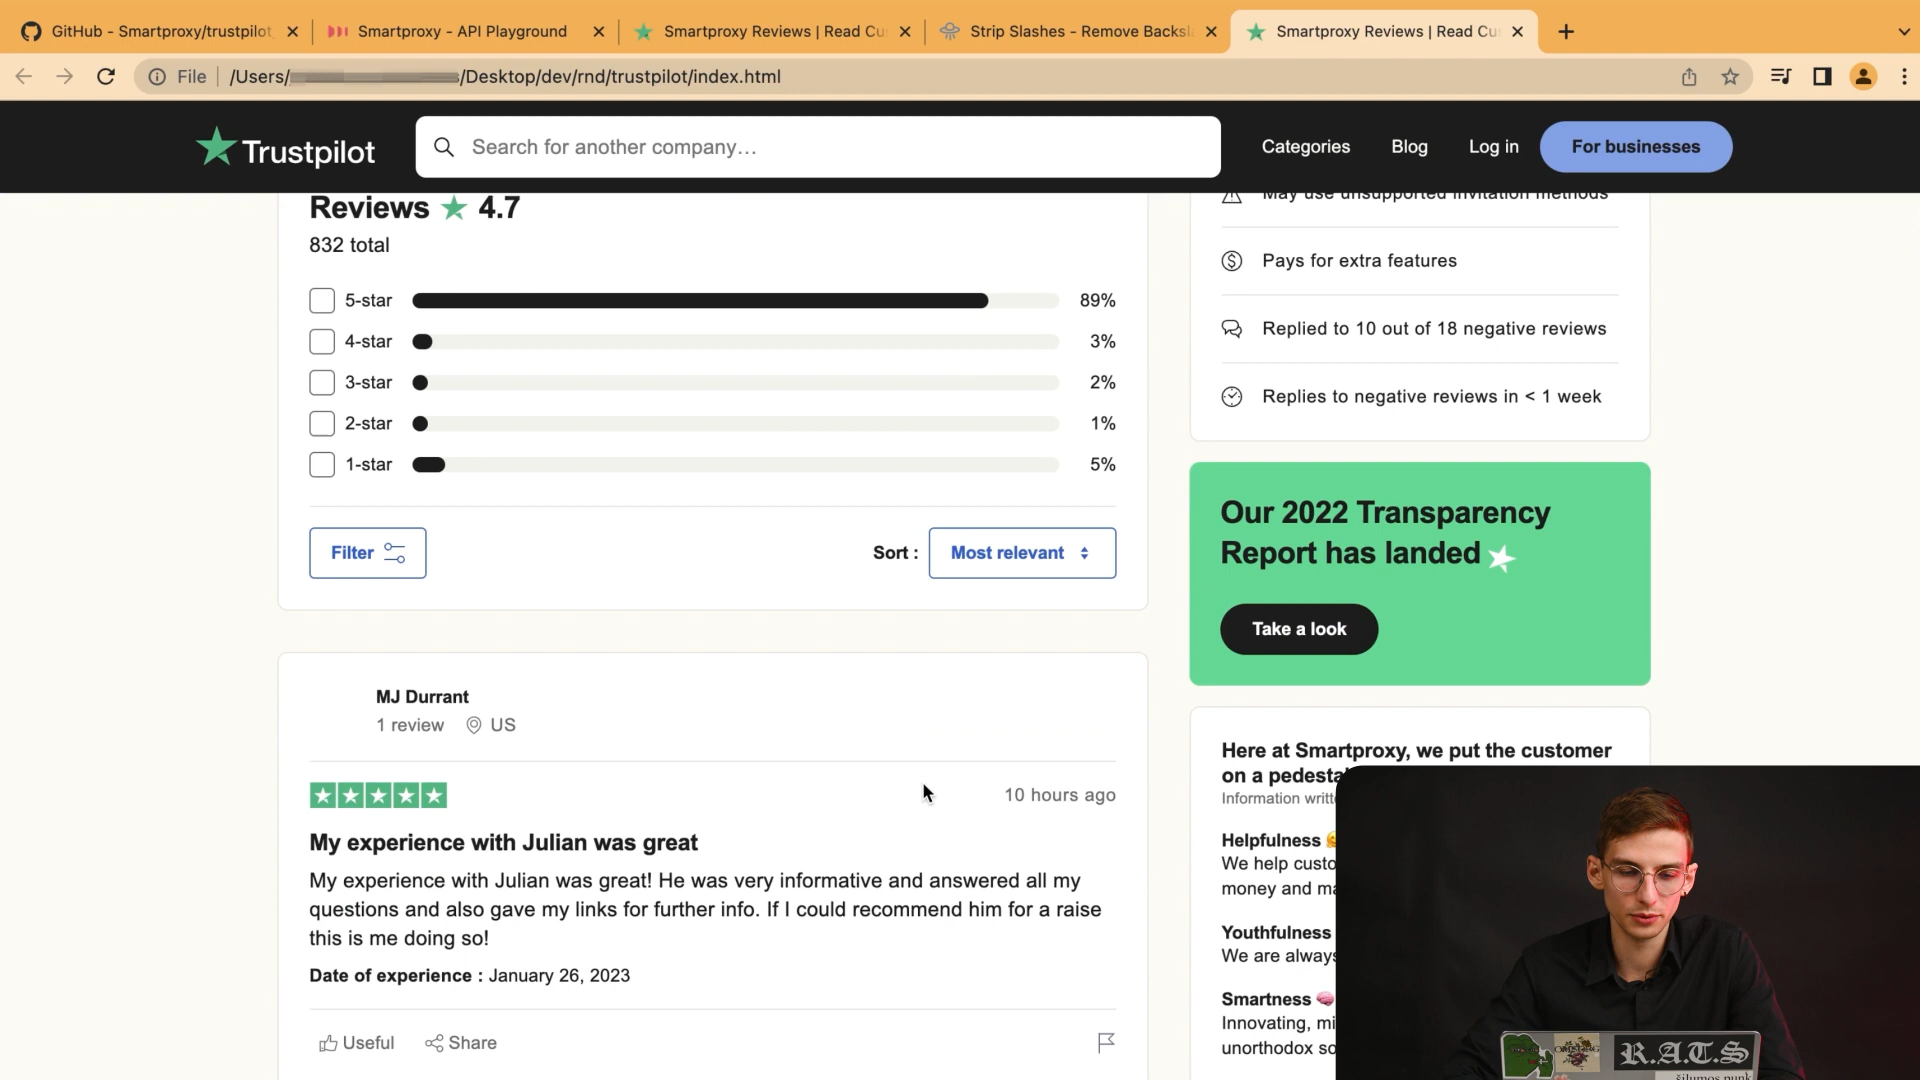 GitHub - Smartproxy/trustpilot
Smartproxy - API Playground
Smartproxy Reviews | Read Cu
Strip Slashes - Remove Backsla
Smartproxy Reviews | Read Cu
File
/Users/
/Desktop/dev/rnd/trustpilot/index.html
Trustpilot
Search for another company…
Categories
Blog
Log in
For businesses
Reviews ★ 4.7
832 total
5-star 89%
4-star 3%
3-star 2%
2-star 1%
1-star 5%
Filter
Sort : Most relevant
MJ Durrant
1 review US
10 hours ago
My experience with Julian was great
My experience with Julian was great! He was very informative and answered all my
questions and also gave my links for further info. If I could recommend him for a raise
this is me doing so!
Date of experience : January 26, 2023
Useful Share
May use unsupported invitation methods
Pays for extra features
Replied to 10 out of 18 negative reviews
Replies to negative reviews in < 1 week
Our 2022 Transparency
Report has landed
Take a look
Here at Smartproxy, we put the customer
on a pedesta
Information writt
Helpfulness
We help custo
money and ma
Youthfulness
We are always
Smartness 🧠
Innovating, mi
unorthodox so
R.A.T.S
šilumos punk